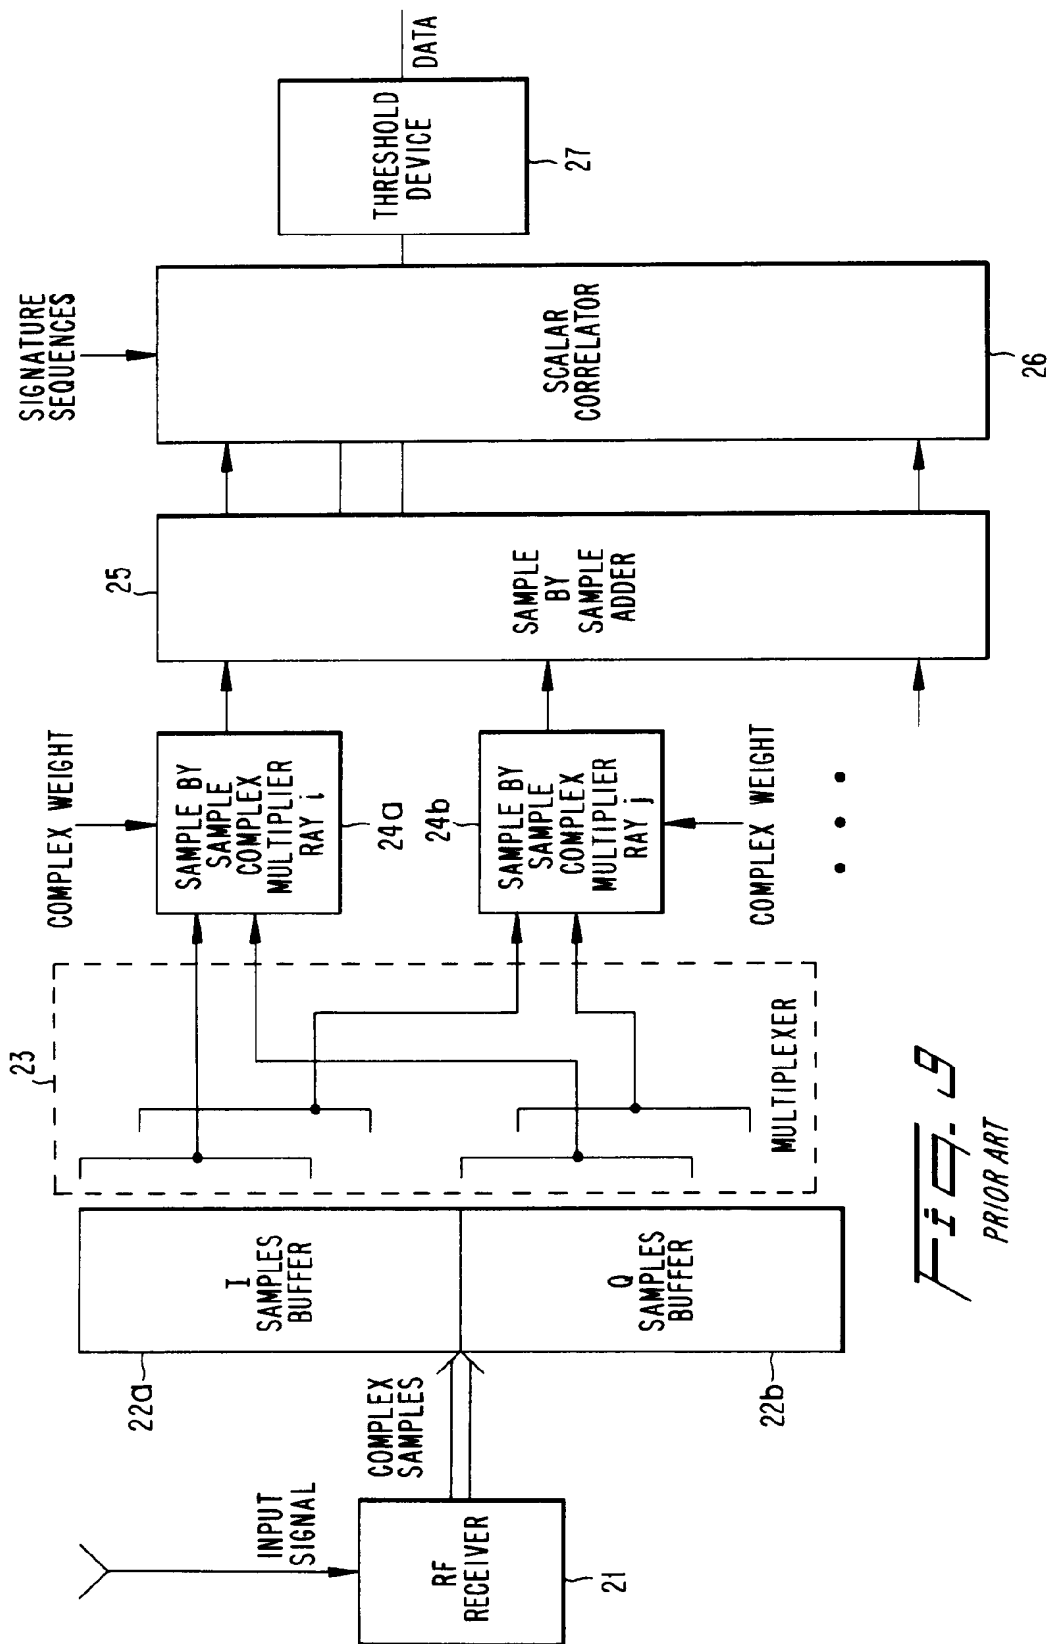 INPUT
SIGNAL
RF
RECEIVER
21
COMPLEX
SAMPLES
22a
I
SAMPLES
BUFFER
Q
SAMPLES
BUFFER
22b
23
MULTIPLEXER
COMPLEX WEIGHT
SAMPLE BY
SAMPLE
COMPLEX
MULTIPLIER
RAY i
24a
24b
SAMPLE BY
SAMPLE
COMPLEX
MULTIPLIER
RAY j
COMPLEX WEIGHT
25
SAMPLE
BY
SAMPLE
ADDER
SIGNATURE
SEQUENCES
SCALAR
CORRELATOR
26
THRESHOLD
DEVICE
27
DATA
Fig. 9
PRIOR ART